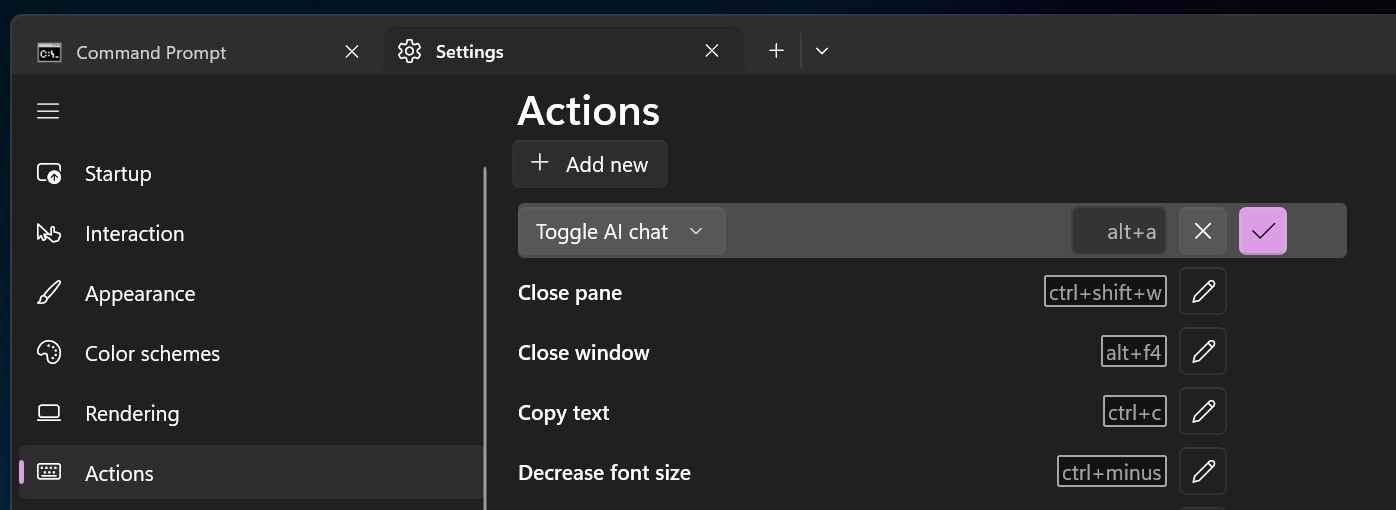 Command Prompt
Settings
Actions
Add new
Startup
Interaction
Appearance
Color schemes
Rendering
Actions
Toggle AI chat
alt+a
Close pane
ctrl+shift+w
Close window
alt+f4
Copy text
ctrl+c
Decrease font size
ctrl+minus